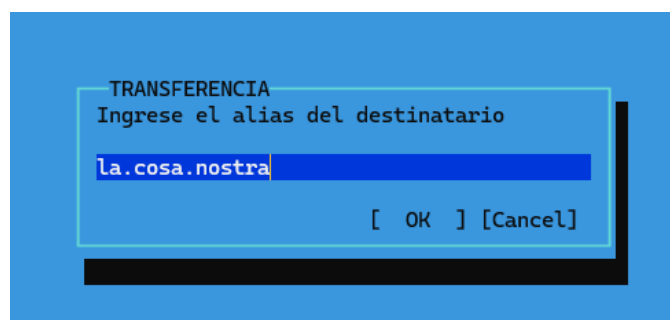 TRANSFERENCIA
Ingrese el alias del destinatario
la.cosa.nostra
[  OK  ] [Cancel]